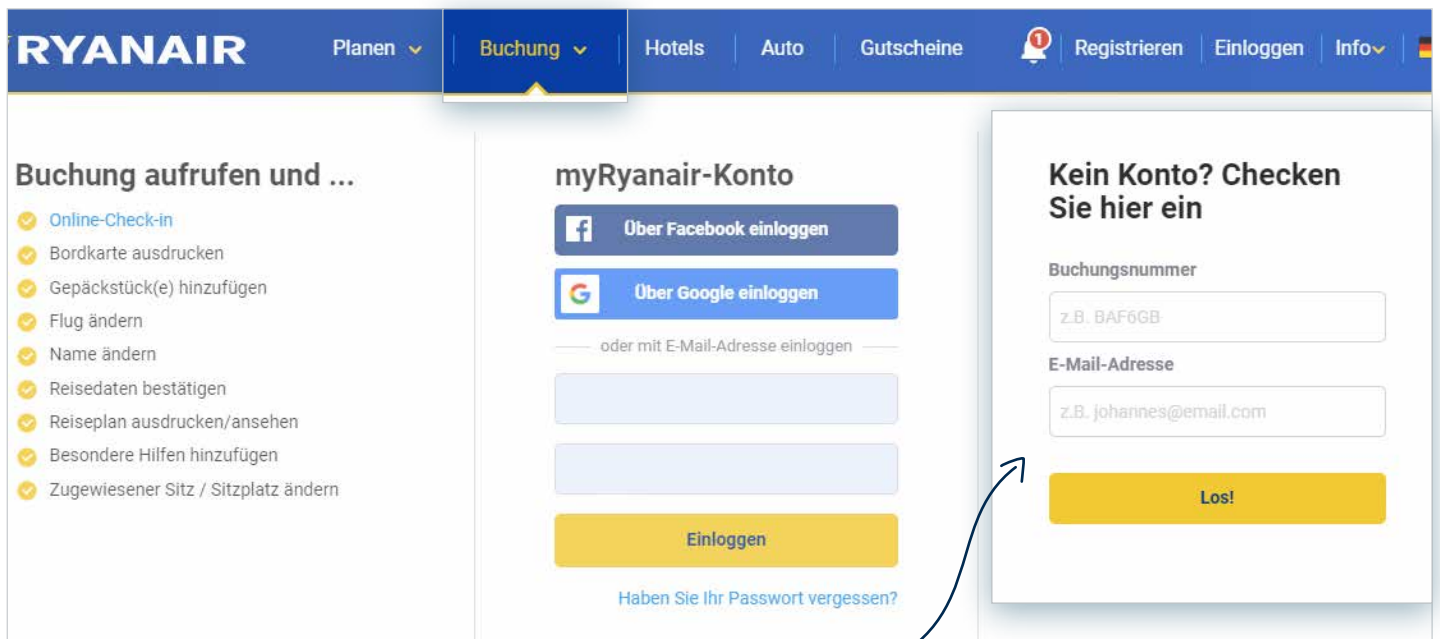 RYANAIR
Planen
Buchung
Hotels
Auto
Gutscheine
1
Registrieren
Einloggen
Info
Buchung aufrufen und ...
Online-Check-in
Bordkarte ausdrucken
Gepäckstück(e) hinzufügen
Flug ändern
Name ändern
Reisedaten bestätigen
Reiseplan ausdrucken/ansehen
Besondere Hilfen hinzufügen
Zugewiesener Sitz / Sitzplatz ändern
myRyanair-Konto
Über Facebook einloggen
Über Google einloggen
oder mit E-Mail-Adresse einloggen
Einloggen
Haben Sie Ihr Passwort vergessen?
Kein Konto? Checken
Sie hier ein
Buchungsnummer
z.B. BAF6GB
E-Mail-Adresse
z.B. johannes@email.com
Los!